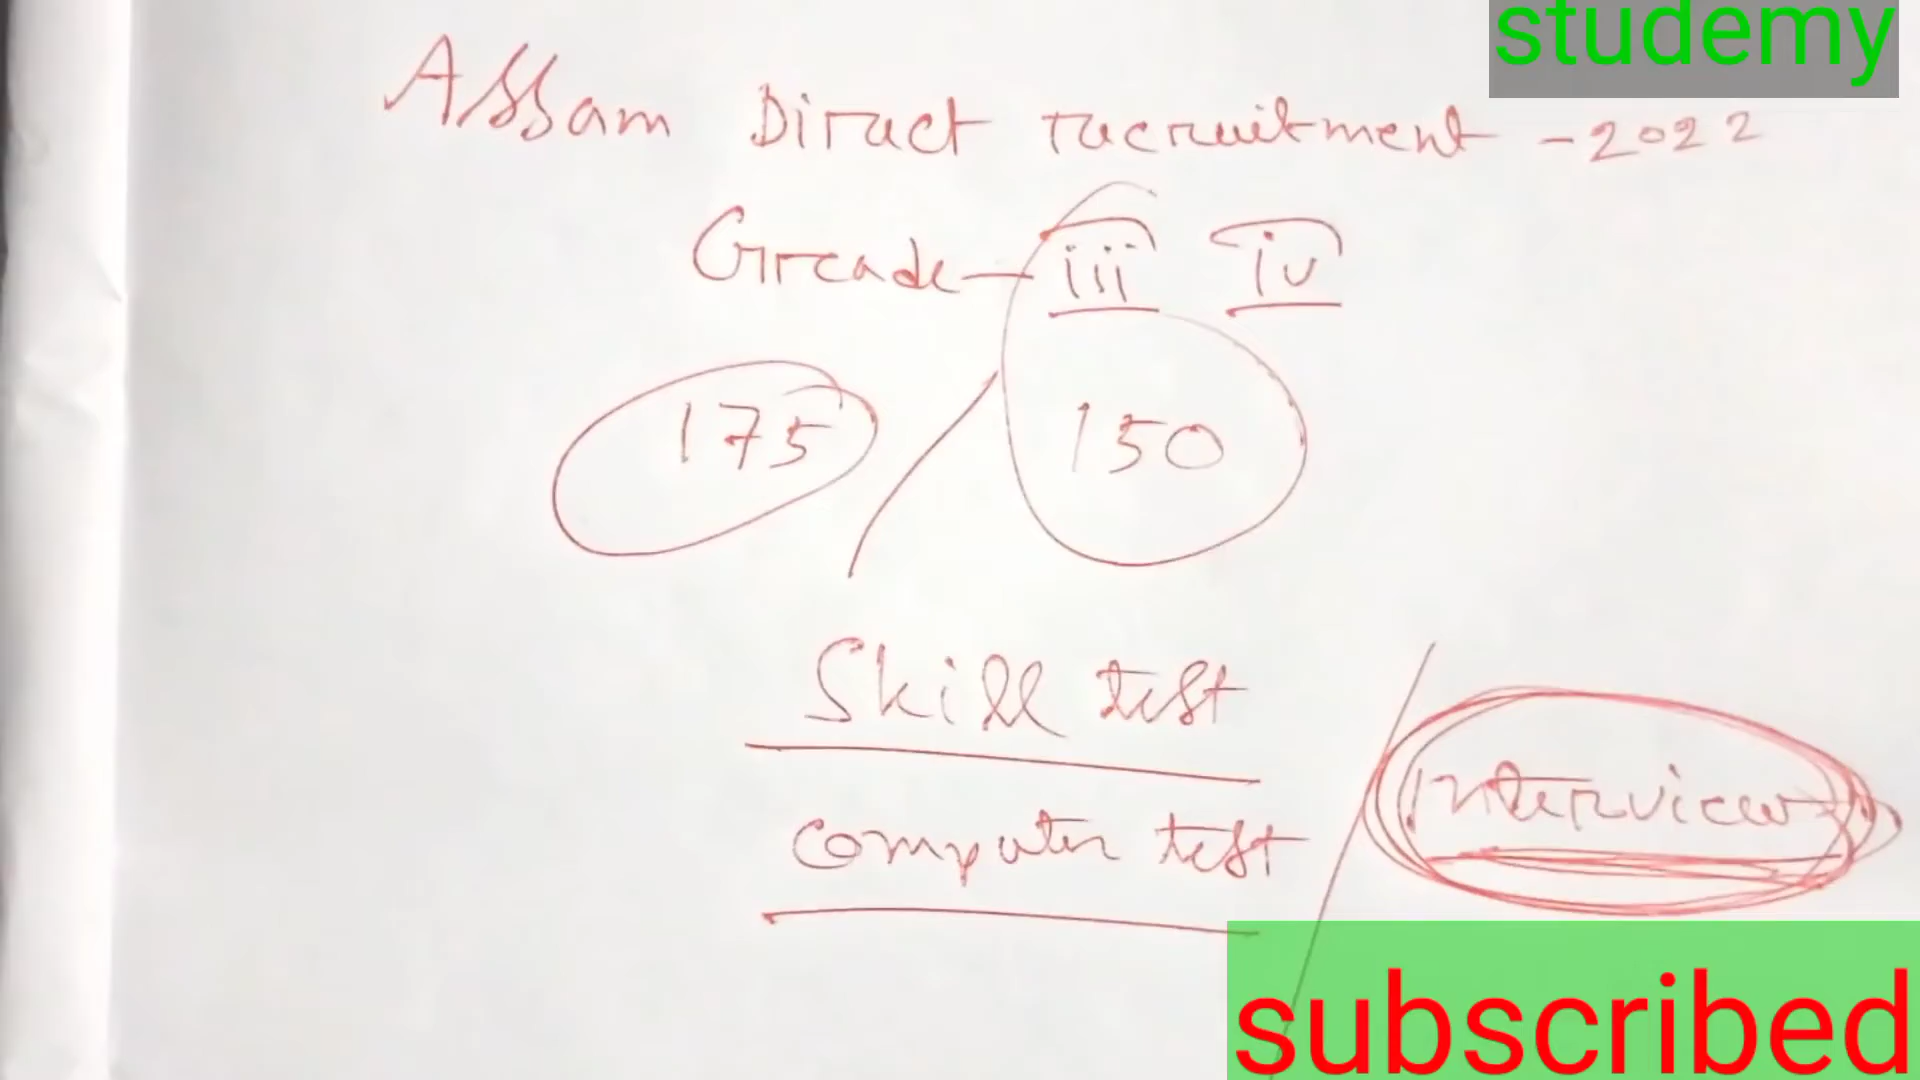 studemy
Assam Direct recruitment - 2022
Grade - iii iv
175 / 150
Skill test
computer test / Interview
subscribed